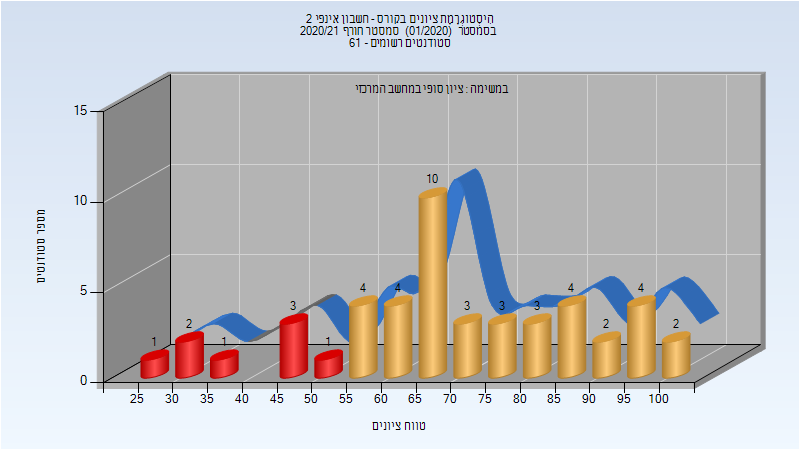 היסטוגרמת ציונים בקורס - חשבון אינפי 2
בסמסטר (01/2020) סמסטר חורף 2020/21
סטודנטים רשומים - 61
במשימה : ציון סופי במחשב המרכזי
מספר סטודנטים
15
10
5
0
1
2
1
3
1
4
4
10
3
3
3
4
2
4
2
25 30 35 40 45 50 55 60 65 70 75 80 85 90 95 100
טווח ציונים